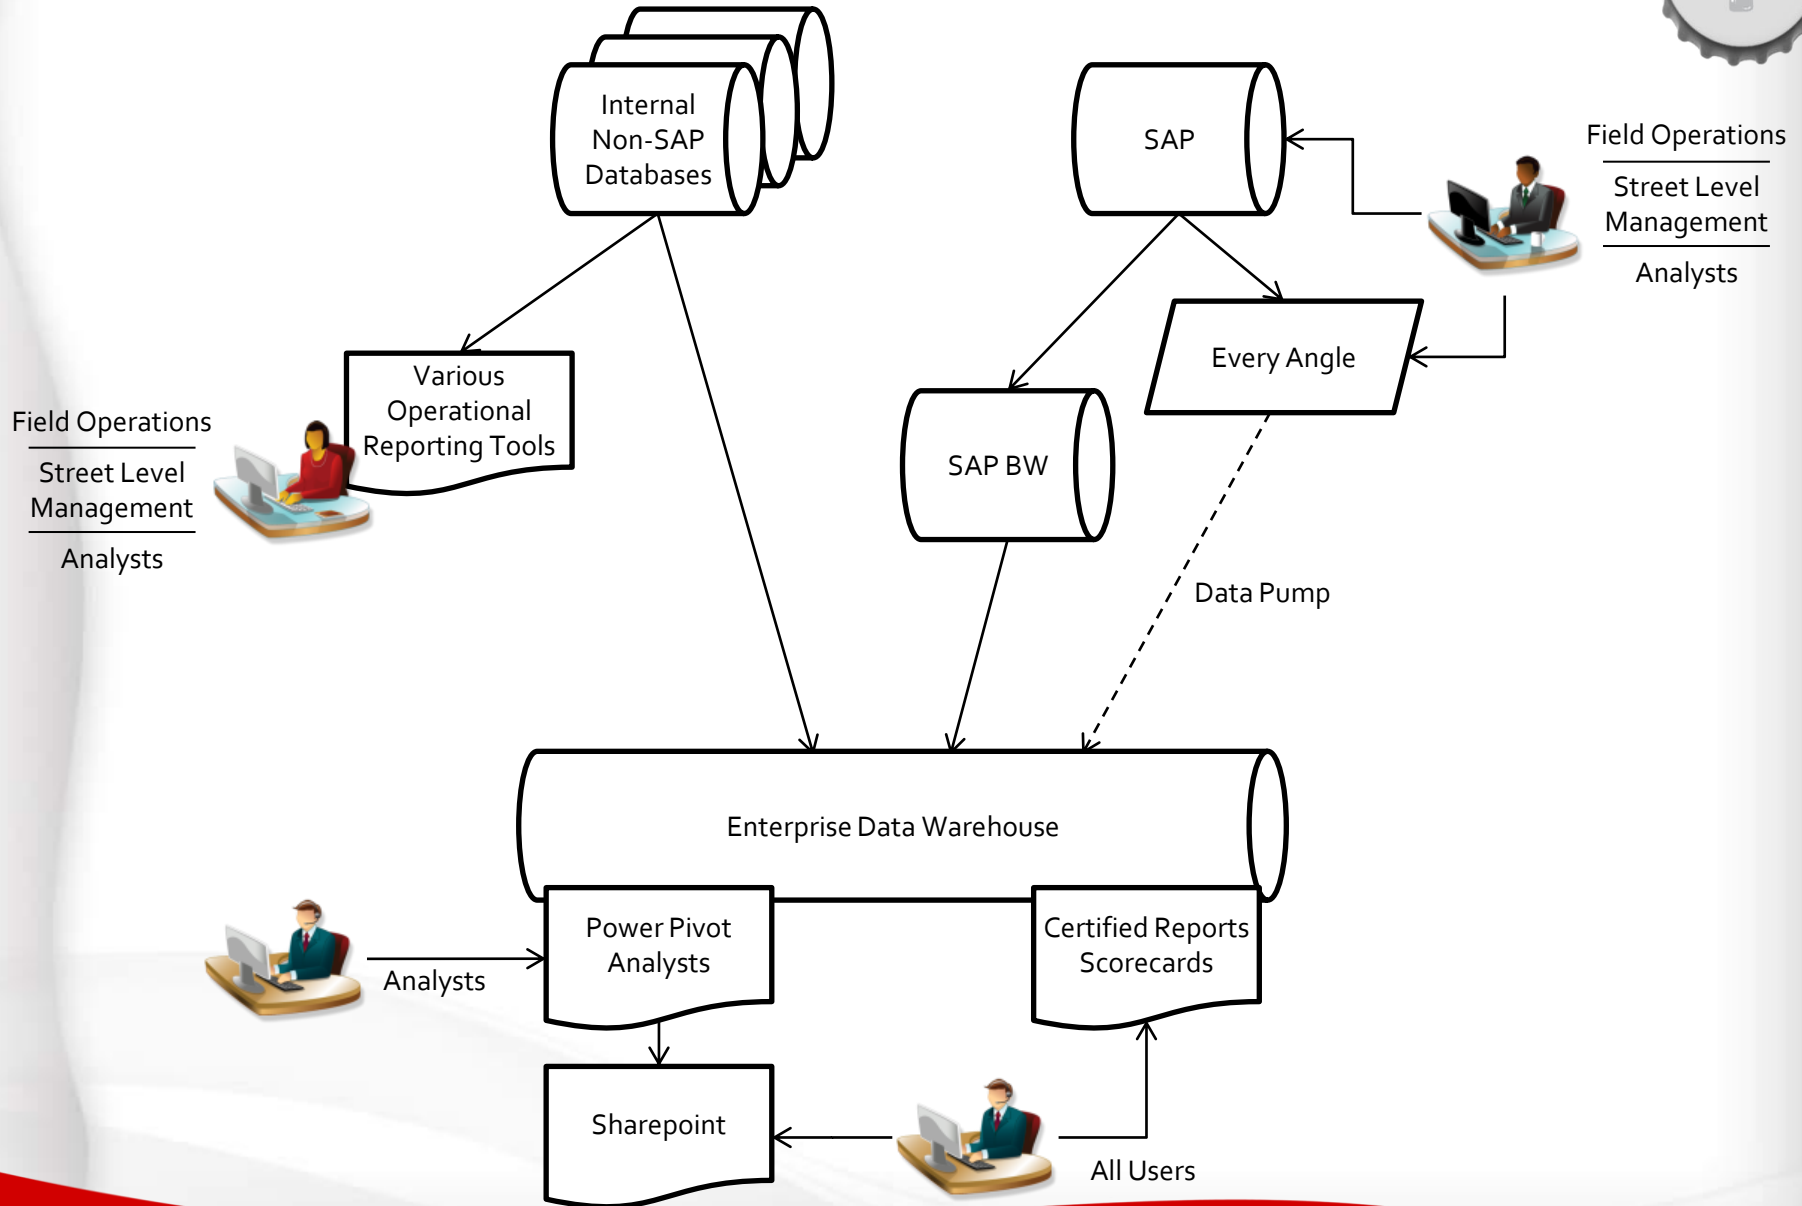 Internal
Non-SAP
Databases
SAP
Field Operations
Street Level
Management
Analysts
Every Angle
Various
Operational
Reporting Tools
Field Operations
Street Level
Management
Analysts
SAP BW
Data Pump
Enterprise Data Warehouse
Power Pivot
Analysts
Certified Reports
Scorecards
Analysts
Sharepoint
All Users